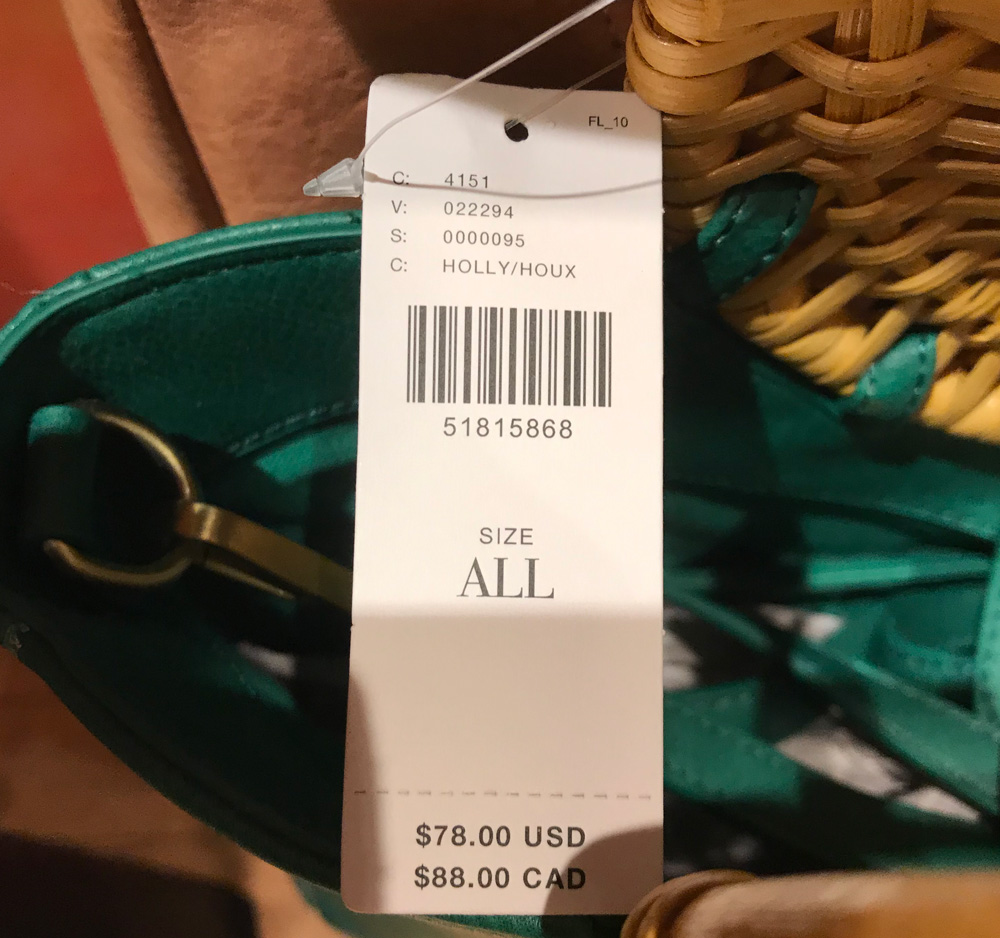 FL_10
C: 4151
V: 022294
S: 0000095
C: HOLLY/HOUX
51815868
SIZE
ALL
$78.00 USD
$88.00 CAD